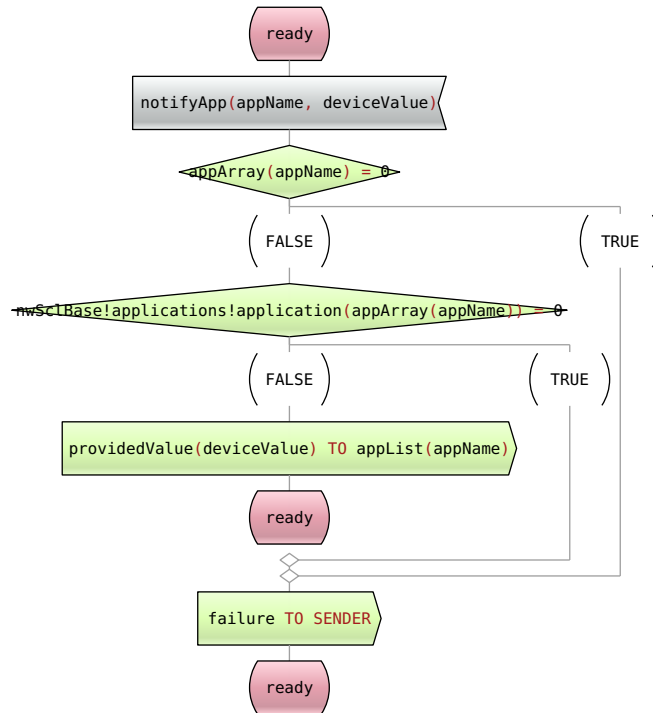 ready
notifyApp(appName, deviceValue)
appArray(appName) = 0
FALSE
TRUE
nwSclBase!applications!application(appArray(appName)) = 0
FALSE
TRUE
providedValue(deviceValue) TO appList(appName)
ready
failure TO SENDER
ready